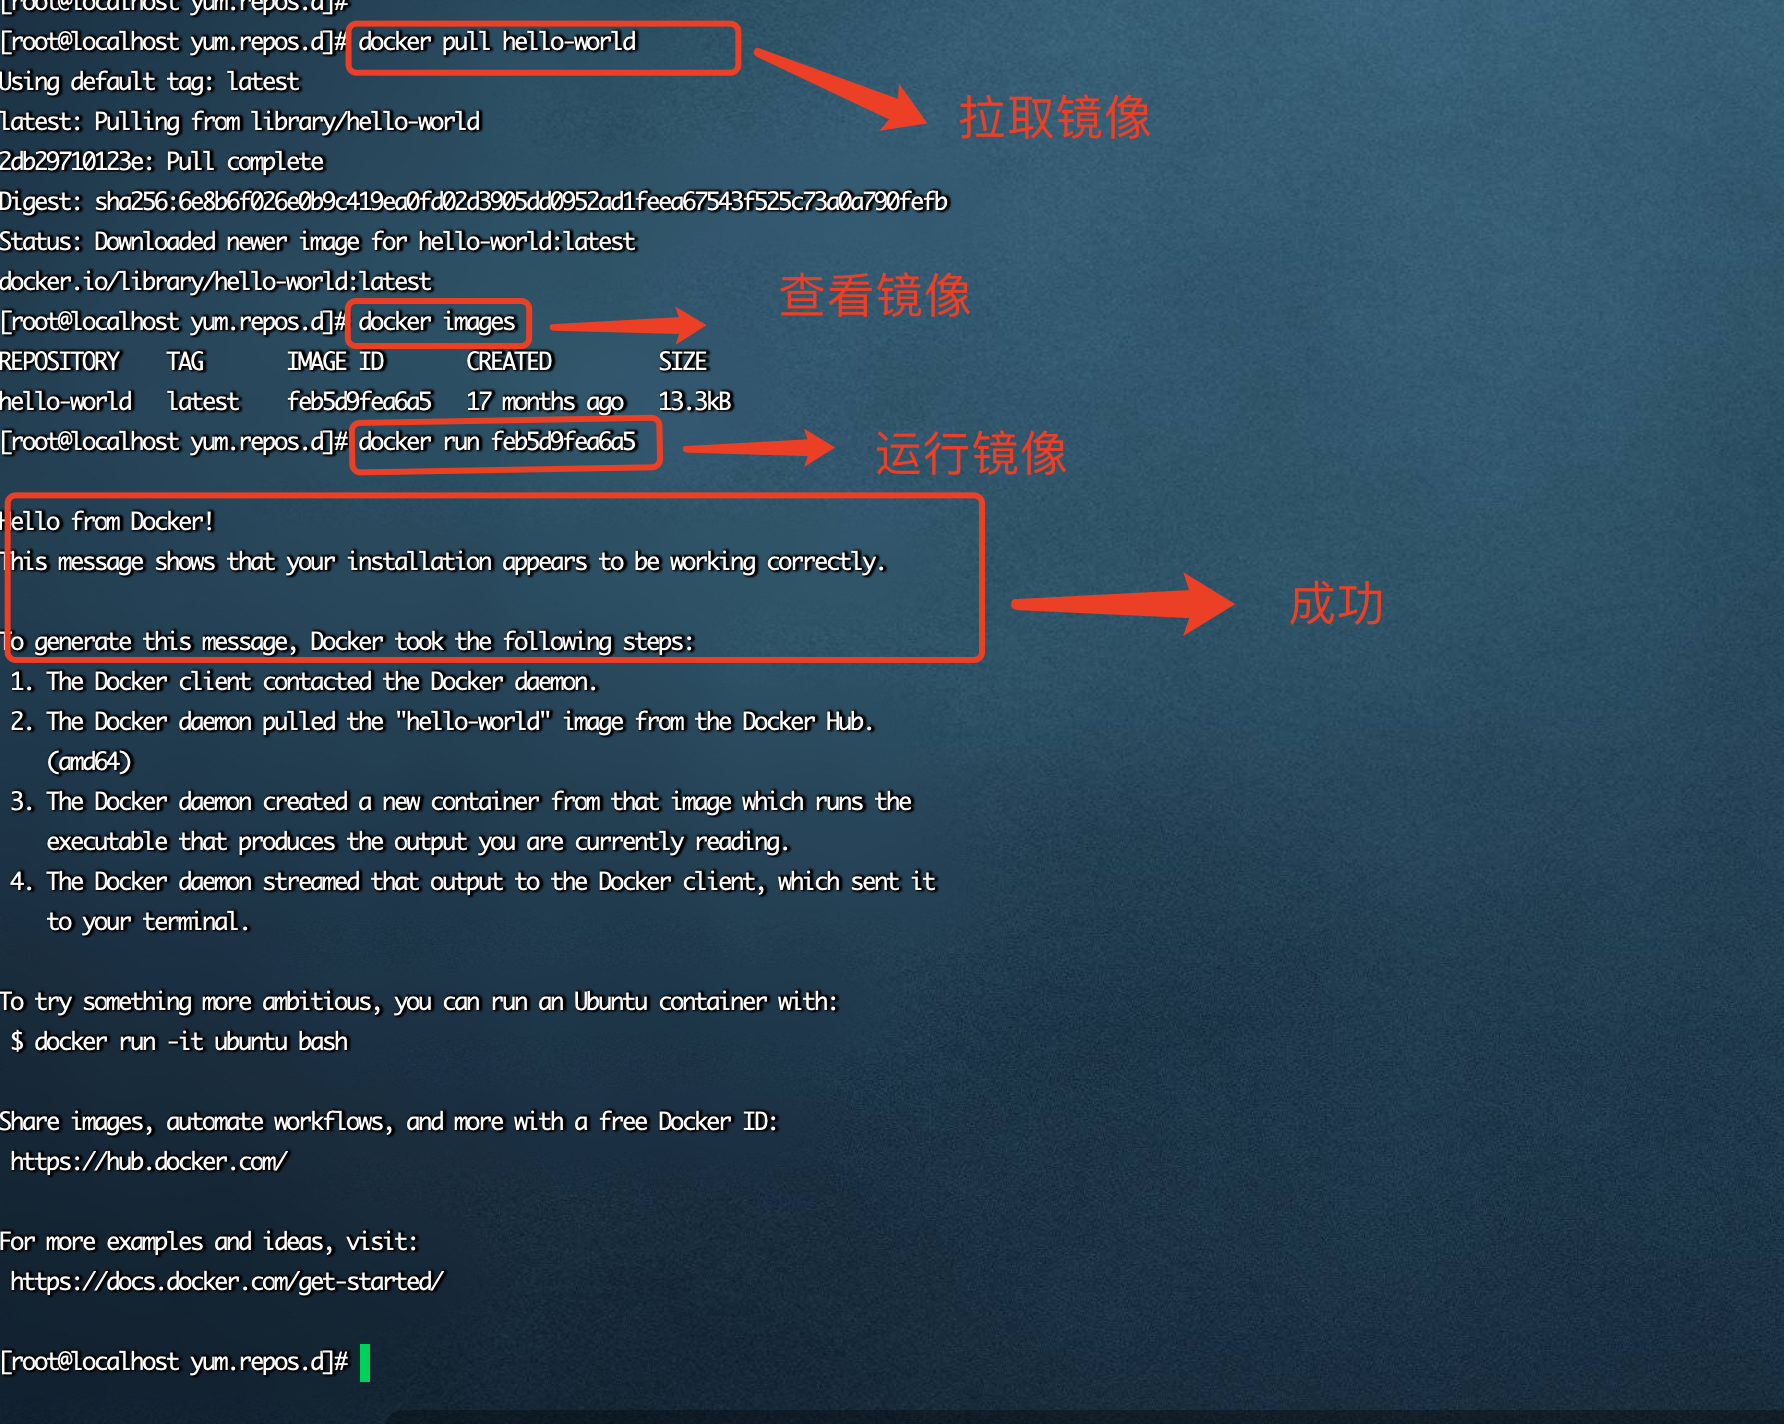 [root@localhost yum.repos.d]#
[root@localhost yum.repos.d]# docker pull hello-world
Using default tag: latest
拉取镜像
latest: Pulling from library/hello-world
2db29710123e: Pull complete
Digest: sha256:6e8b6f026e0b9c419ea0fd02d3905dd0952ad1feea67543f525c73a0a790fefb
Status: Downloaded newer image for hello-world:latest
docker.io/library/hello-world:latest
查看镜像
[root@localhost yum.repos.d]# docker images
REPOSITORY TAG IMAGE ID CREATED SIZE
hello-world latest feb5d9fea6a5 17 months ago 13.3kB
[root@localhost yum.repos.d]# docker run feb5d9fea6a5
运行镜像
Hello from Docker!
This message shows that your installation appears to be working correctly.
成功
To generate this message, Docker took the following steps:
1. The Docker client contacted the Docker daemon.
2. The Docker daemon pulled the "hello-world" image from the Docker Hub.
(amd64)
3. The Docker daemon created a new container from that image which runs the
executable that produces the output you are currently reading.
4. The Docker daemon streamed that output to the Docker client, which sent it
to your terminal.
To try something more ambitious, you can run an Ubuntu container with:
$ docker run -it ubuntu bash
Share images, automate workflows, and more with a free Docker ID:
https://hub.docker.com/
For more examples and ideas, visit:
https://docs.docker.com/get-started/
[root@localhost yum.repos.d]#